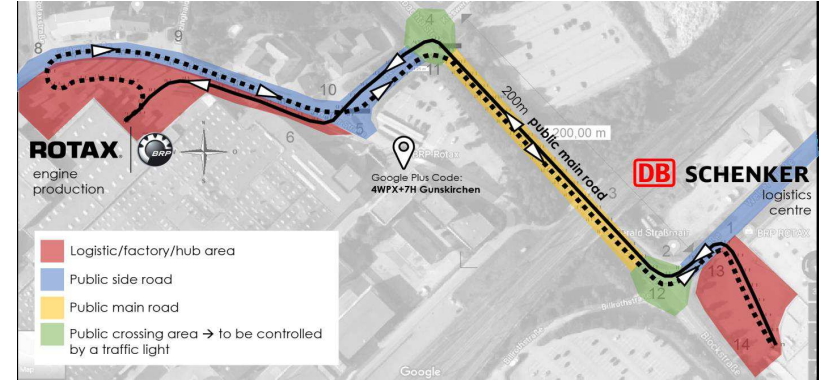 8
9
4
10
11
5
6
200m public main road
200,00 m
ROTAX
BRP
engine
production
BRP-Rotax
Google Plus Code:
4WPX+7H Gunskirchen
DB SCHENKER
logistics
centre
3
2
1
13
12
14
BRP-ROTAX
Logistic/factory/hub area
Public side road
Public main road
Public crossing area → to be controlled
by a traffic light
Google